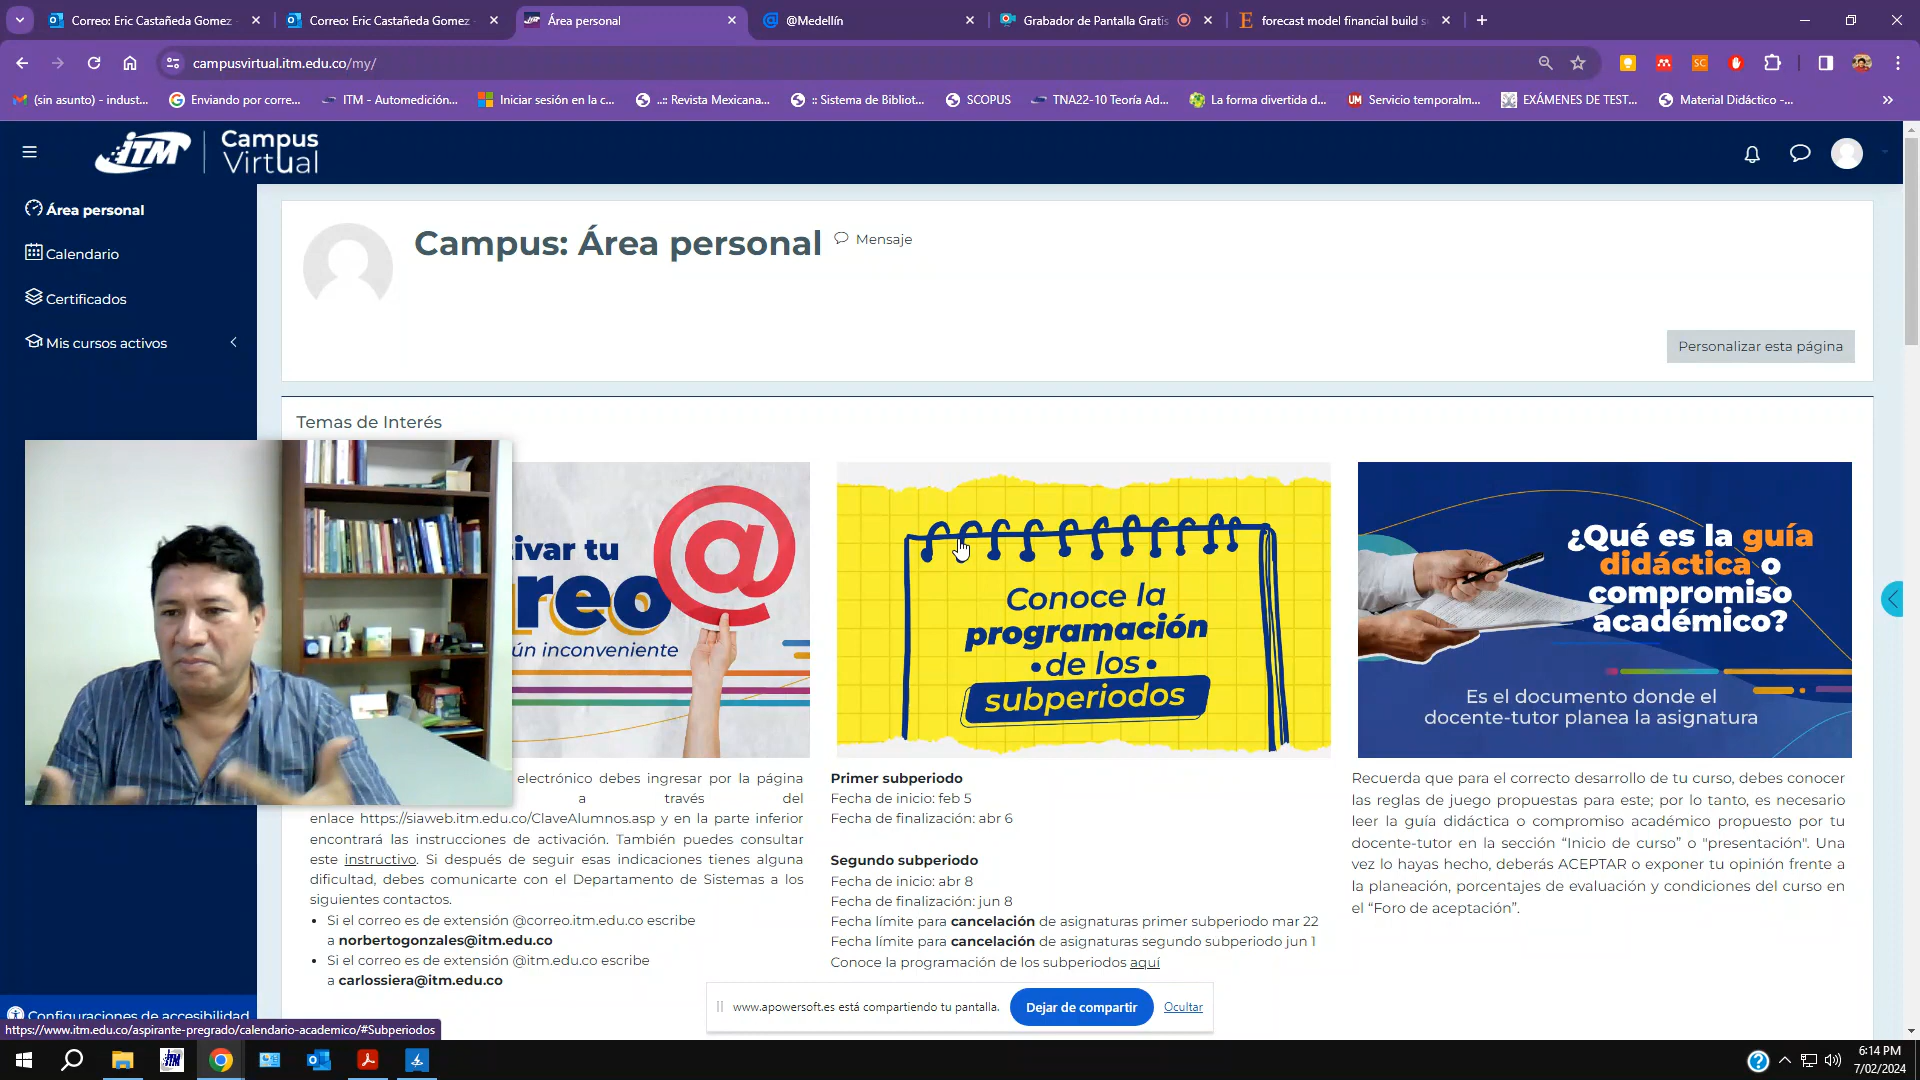 Correo: Eric Castañeda Gomez -
Correo: Eric Castañeda Gomez -
Área personal
@Medellín
Grabador de Pantalla Gratis
forecast model financial build s
campusvirtual.itm.edu.co/my/
(sin asunto) - indust...
Enviando por corre...
ITM - Automedición...
Iniciar sesión en la c...
..:: Revista Mexicana...
:: Sistema de Bibliot...
SCOPUS
TNA22-10 Teoría Ad...
La forma divertida d...
Servicio temporalm...
EXÁMENES DE TEST...
Material Didáctico -...
iTM
Campus
Virtual
Área personal
Calendario
Certificados
Mis cursos activos
Campus: Área personal
Mensaje
Personalizar esta página
Temas de Interés
tivar tu
reo
ún inconveniente
Conoce la
programación
•de los•
subperiodos
¿Qué es la guía
didáctica o
compromiso
académico?
Es el documento donde el
docente-tutor planea la asignatura
electrónico debes ingresar por la página
a través del
enlace https://siaweb.itm.edu.co/ClaveAlumnos.asp y en la parte inferior
encontrará las instrucciones de activación. También puedes consultar
este instructivo. Si después de seguir esas indicaciones tienes alguna
dificultad, debes comunicarte con el Departamento de Sistemas a los
siguientes contactos.
• Si el correo es de extensión @correo.itm.edu.co escribe
a norbertogonzales@itm.edu.co
• Si el correo es de extensión @itm.edu.co escribe
a carlossiera@itm.edu.co
Primer subperiodo
Fecha de inicio: feb 5
Fecha de finalización: abr 6
Segundo subperiodo
Fecha de inicio: abr 8
Fecha de finalización: jun 8
Fecha límite para cancelación de asignaturas primer subperiodo mar 22
Fecha límite para cancelación de asignaturas segundo subperiodo jun 1
Conoce la programación de los subperiodos aquí
Recuerda que para el correcto desarrollo de tu curso, debes conocer
las reglas de juego propuestas para este; por lo tanto, es necesario
leer la guía didáctica o compromiso académico propuesto por tu
docente-tutor en la sección “Inicio de curso” o "presentación". Una
vez lo hayas hecho, deberás ACEPTAR o exponer tu opinión frente a
la planeación, porcentajes de evaluación y condiciones del curso en
el “Foro de aceptación”.
www.apowersoft.es está compartiendo tu pantalla.
Dejar de compartir
Ocultar
Configuraciones de accesibilidad
https://www.itm.edu.co/aspirante-pregrado/calendario-academico/#Subperiodos
6:14 PM
7/02/2024